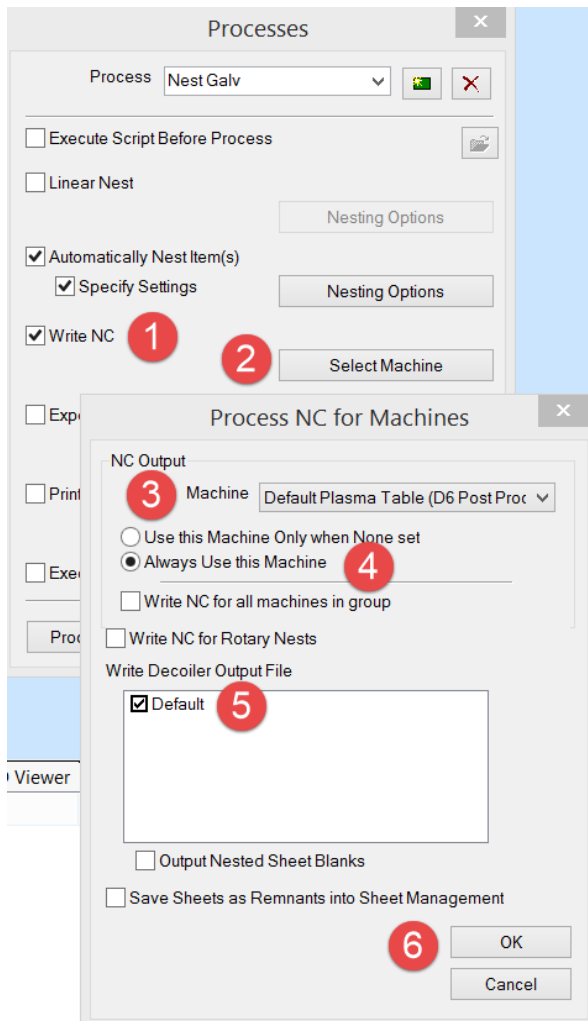 Processes
Process Nest Galv
Execute Script Before Process
Linear Nest
Nesting Options
Automatically Nest Item(s)
Specify Settings Nesting Options
Write NC 1
2 Select Machine
Expo
Process NC for Machines
NC Output
3 Machine Default Plasma Table (D6 Post Proc
Print
Use this Machine Only when None set
Always Use this Machine 4
Exec
Write NC for all machines in group
Proc
Write NC for Rotary Nests
Write Decoiler Output File
Default 5
Viewer
Output Nested Sheet Blanks
Save Sheets as Remnants into Sheet Management
6 OK
Cancel